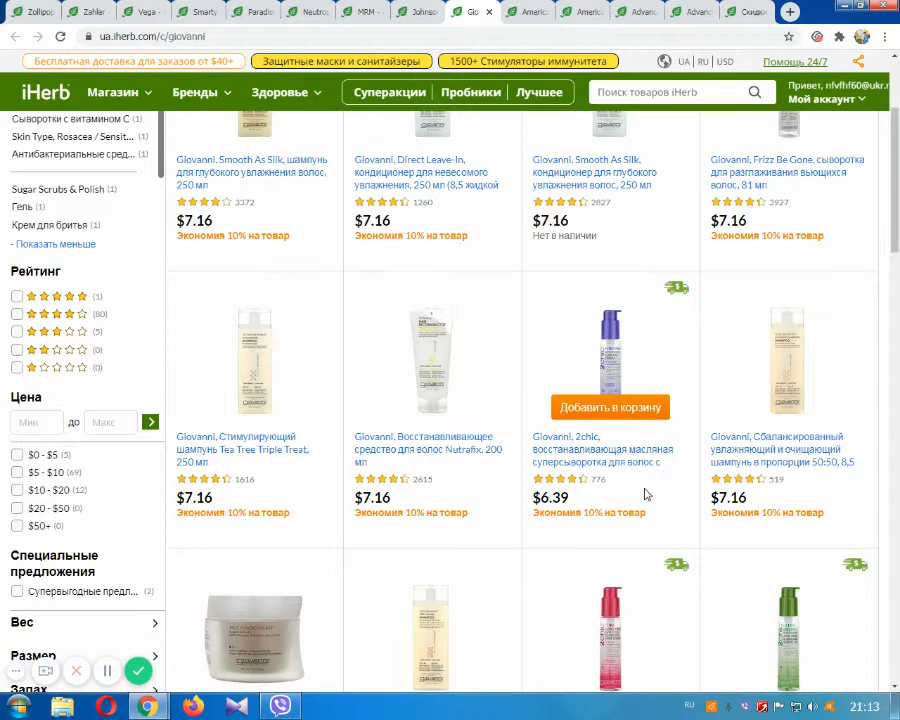 Zollipop
Zahler
Vega -
Smarty
Paradis
Neutro
MRM -
Johnso
Gio
America
America
Advanc
Advanc
Скидки
ua.iherb.com/c/giovanni
Бесплатная доставка для заказов от $40+
Защитные маски и санитайзеры
1500+ Стимуляторы иммунитета
UA | RU | USD
Помощь 24/7
iHerb
Магазин
Бренды
Здоровье
Суперакции
Пробники
Лучшее
Поиск товаров iHerb
Привет, nfvfhf60@ukr.n
Мой аккаунт
Сыворотки с витамином С (1)
Skin Type, Rosacea / Sensit... (1)
Антибактериальные сред... (1)
Sugar Scrubs & Polish (1)
Гель (1)
Крем для бритья (1)
- Показать меньше
Рейтинг
(1)
(80)
(5)
(0)
(0)
Цена
Мин
до
Макс
$0 - $5 (5)
$5 - $10 (69)
$10 - $20 (12)
$20 - $50 (0)
$50+ (0)
Специальные
предложения
Супервыгодные предл... (2)
Вес
Размер
Запах
Giovanni, Smooth As Silk, шампунь
для глубокого увлажнения волос,
250 мл
3372
$7.16
Экономия 10% на товар
Giovanni, Direct Leave-In,
кондиционер для невесомого
увлажнения, 250 мл (8,5 жидкой
1260
$7.16
Экономия 10% на товар
Giovanni, Smooth As Silk,
кондиционер для глубокого
увлажнения волос, 250 мл
2827
$7.16
Нет в наличии
Giovanni, Frizz Be Gone, сыворотка
для разглаживания вьющихся
волос, 81 мл
3927
$7.16
Экономия 10% на товар
Giovanni, Стимулирующий
шампунь Tea Tree Triple Treat,
250 мл
1616
$7.16
Экономия 10% на товар
Giovanni, Восстанавливающее
средство для волос Nutrafix, 200
мл
2615
$7.16
Экономия 10% на товар
Добавить в корзину
Giovanni, 2chic,
восстанавливающая масляная
суперсыворотка для волос с
776
$6.39
Экономия 10% на товар
Giovanni, Сбалансированный
увлажняющий и очищающий
шампунь в пропорции 50:50, 8,5
519
$7.16
Экономия 10% на товар
RU
21:13